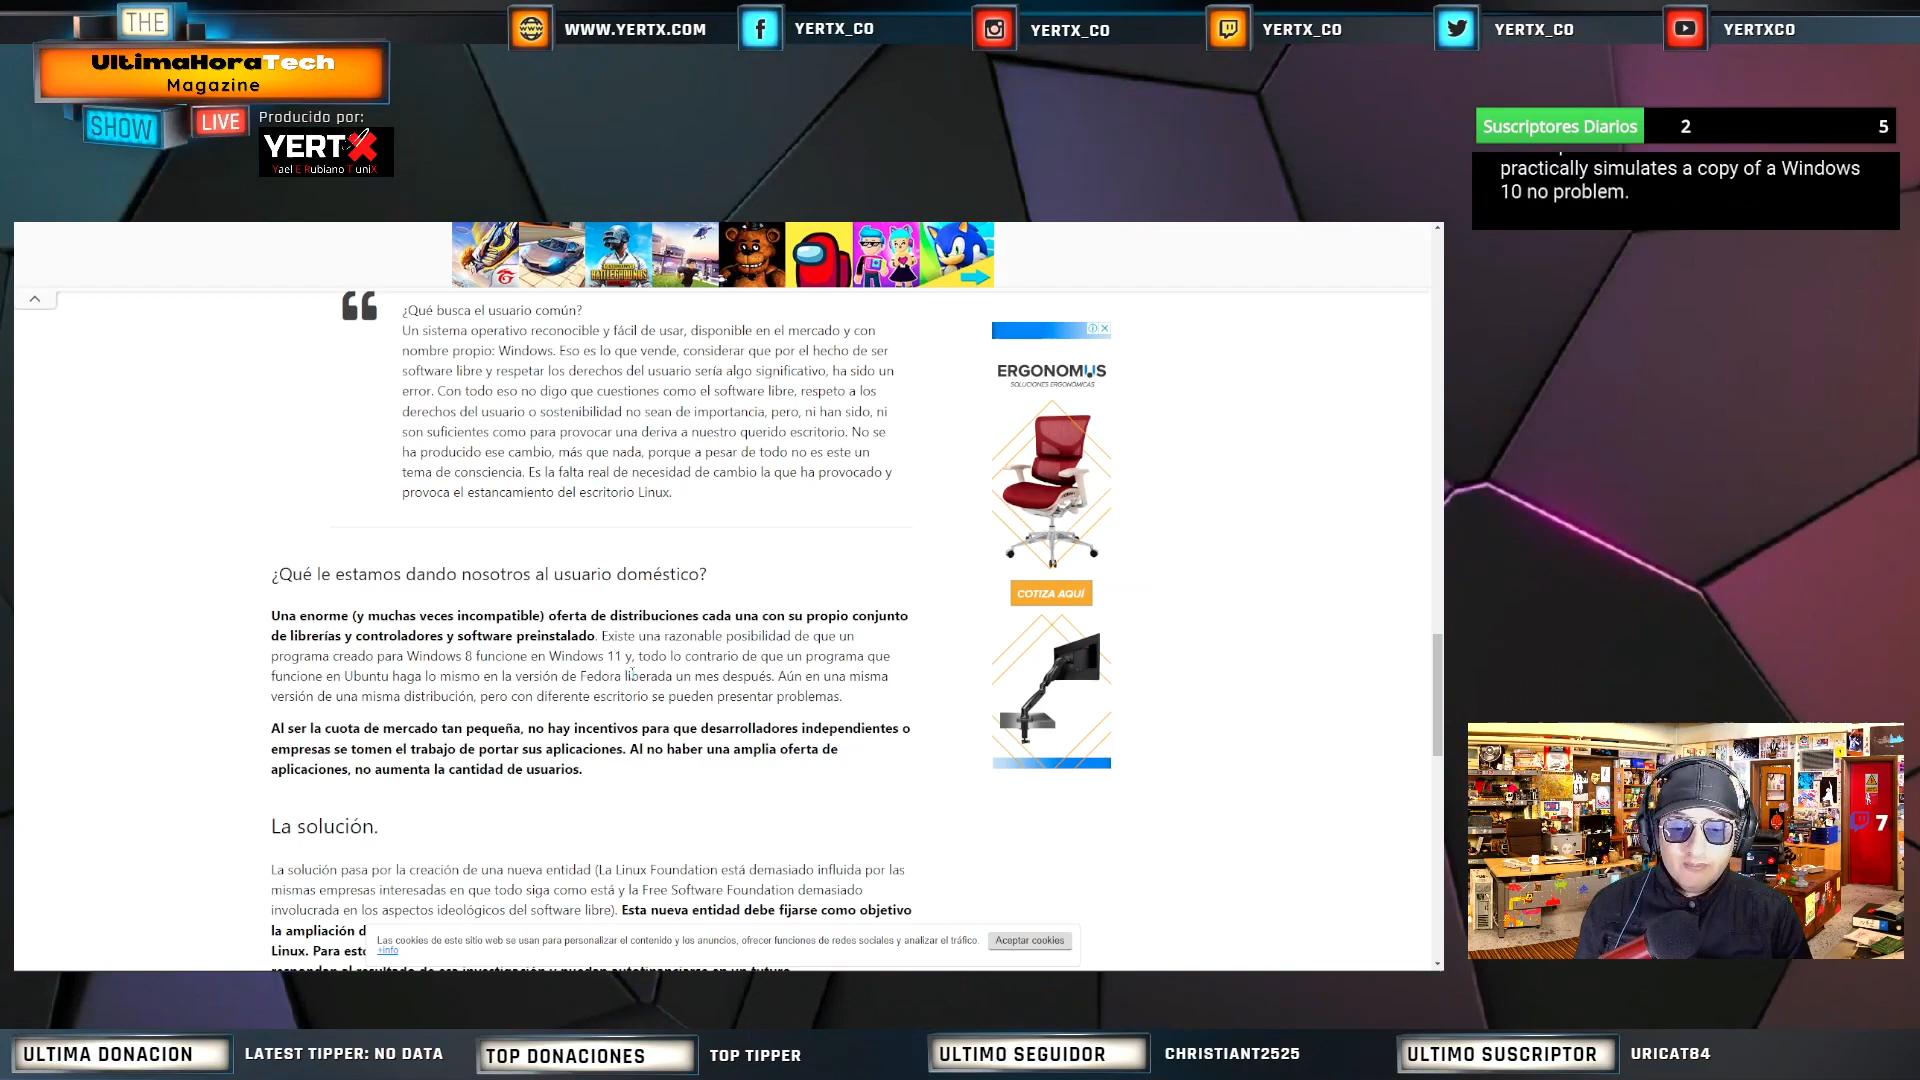 THE
UltimaHoraTech
Magazine
SHOW
LIVE
Producido por:
YERTX
Yael E Rubiano T uniX
WWW.YERTX.COM
YERTX_CO
YERTX_CO
YERTX_CO
YERTX_CO
YERTXCO
Suscriptores Diarios 2 5
practically simulates a copy of a Windows
10 no problem.
¿Qué busca el usuario común?
Un sistema operativo reconocible y fácil de usar, disponible en el mercado y con
nombre propio: Windows. Eso es lo que vende, considerar que por el hecho de ser
software libre y respetar los derechos del usuario sería algo significativo, ha sido un
error. Con todo eso no digo que cuestiones como el software libre, respeto a los
derechos del usuario o sostenibilidad no sean de importancia, pero, ni han sido, ni
son suficientes como para provocar una deriva a nuestro querido escritorio. No se
ha producido ese cambio, más que nada, porque a pesar de todo no es este un
tema de consciencia. Es la falta real de necesidad de cambio la que ha provocado y
provoca el estancamiento del escritorio Linux.
¿Qué le estamos dando nosotros al usuario doméstico?
Una enorme (y muchas veces incompatible) oferta de distribuciones cada una con su propio conjunto
de librerías y controladores y software preinstalado. Existe una razonable posibilidad de que un
programa creado para Windows 8 funcione en Windows 11 y, todo lo contrario de que un programa que
funcione en Ubuntu haga lo mismo en la versión de Fedora liberada un mes después. Aún en una misma
versión de una misma distribución, pero con diferente escritorio se pueden presentar problemas.
Al ser la cuota de mercado tan pequeña, no hay incentivos para que desarrolladores independientes o
empresas se tomen el trabajo de portar sus aplicaciones. Al no haber una amplia oferta de
aplicaciones, no aumenta la cantidad de usuarios.
La solución.
La solución pasa por la creación de una nueva entidad (La Linux Foundation está demasiado influida por las
mismas empresas interesadas en que todo siga como está y la Free Software Foundation demasiado
involucrada en los aspectos ideológicos del software libre). Esta nueva entidad debe fijarse como objetivo
la ampliación d
Linux. Para esto
Las cookies de este sitio web se usan para personalizar el contenido y los anuncios, ofrecer funciones de redes sociales y analizar el tráfico.
+info
Aceptar cookies
ERGONOMUS
SOLUCIONES ERGONÓMICAS
COTIZA AQUÍ
7
ULTIMA DONACION
LATEST TIPPER: NO DATA
TOP DONACIONES
TOP TIPPER
ULTIMO SEGUIDOR
CHRISTIANT2525
ULTIMO SUSCRIPTOR
URICAT84